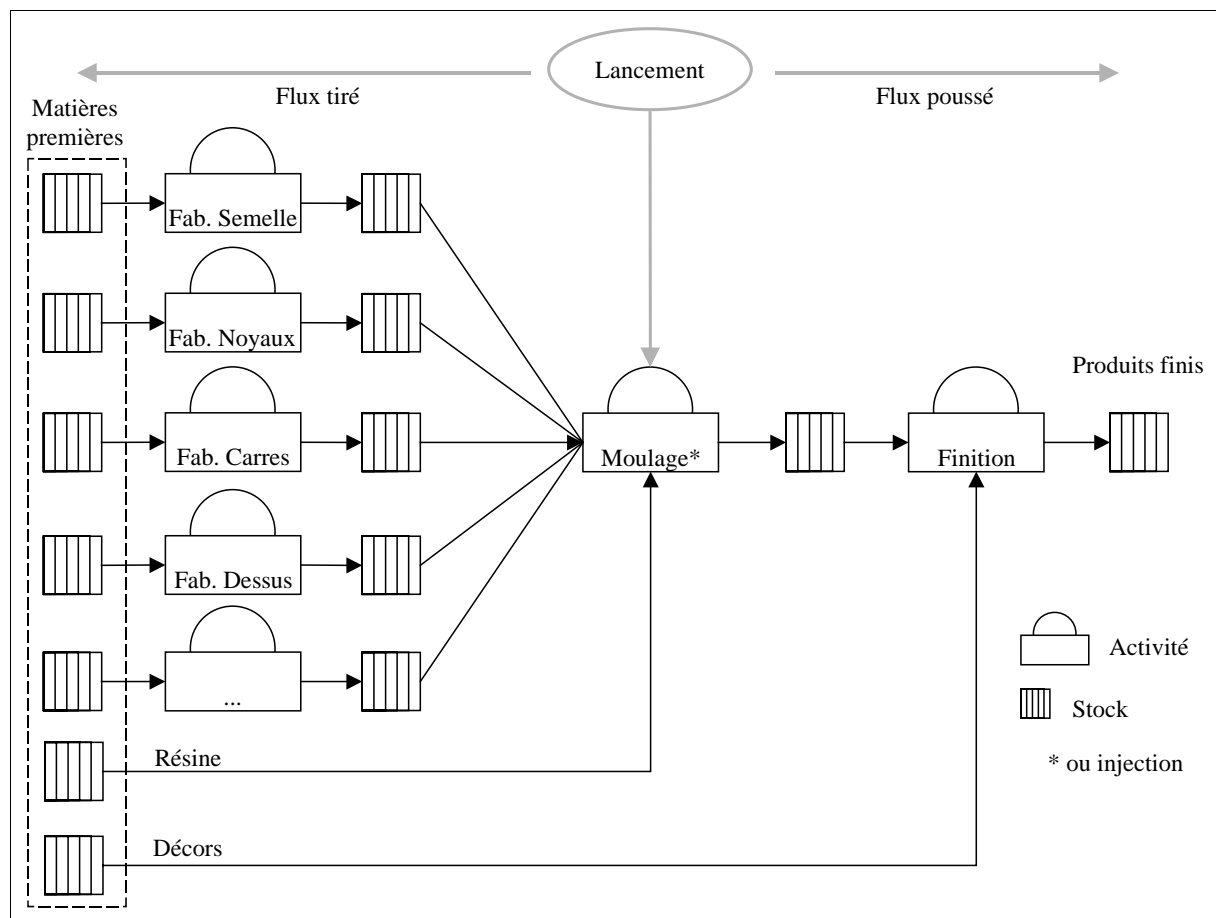 Lancement
Flux tiré
Flux poussé
Matières
premières
Fab. Semelle
Fab. Noyaux
Produits finis
Fab. Carres
Moulage*
Finition
Fab. Dessus
Activité
...
Stock
Résine
* ou injection
Décors